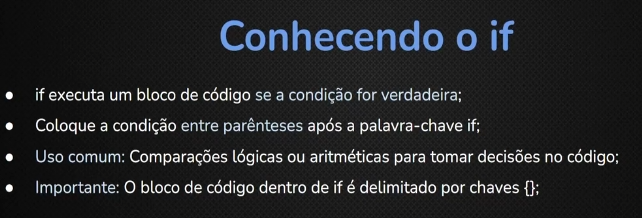 Conhecendo o if
● if executa um bloco de código se a condição for verdadeira;
● Coloque a condição entre parênteses após a palavra-chave if;
● Uso comum: Comparações lógicas ou aritméticas para tomar decisões no código;
● Importante: O bloco de código dentro de if é delimitado por chaves {};